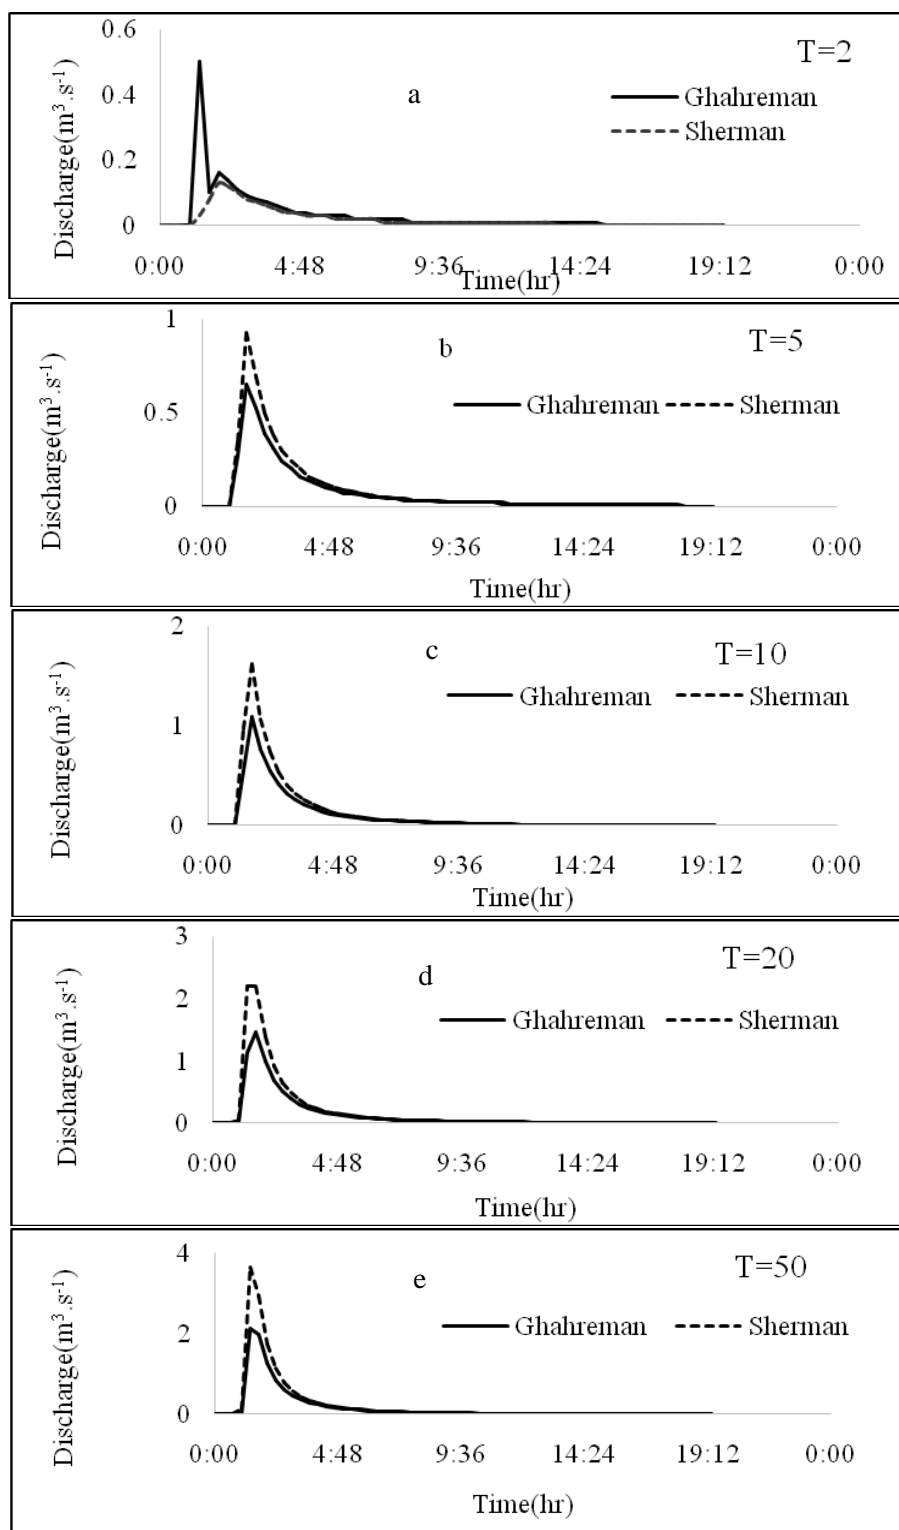 0.6
T=2
a
Ghahreman
0.4
Sherman
0.2
0
Discharge(m³.s⁻¹)
0:00 4:48 9:36 14:24 19:12 0:00
Time(hr)
1
T=5
b
Ghahreman Sherman
0.5
0
Discharge(m³.s⁻¹)
0:00 4:48 9:36 14:24 19:12 0:00
Time(hr)
2
c
T=10
Ghahreman Sherman
1
0
Discharge(m³.s⁻¹)
0:00 4:48 9:36 14:24 19:12 0:00
Time(hr)
3
T=20
d
2
Ghahreman Sherman
1
0
Discharge(m³.s⁻¹)
0:00 4:48 9:36 14:24 19:12 0:00
Time(hr)
4
T=50
e
Ghahreman Sherman
2
0
Discharge(m³.s⁻¹)
0:00 4:48 9:36 14:24 19:12 0:00
Time(hr)